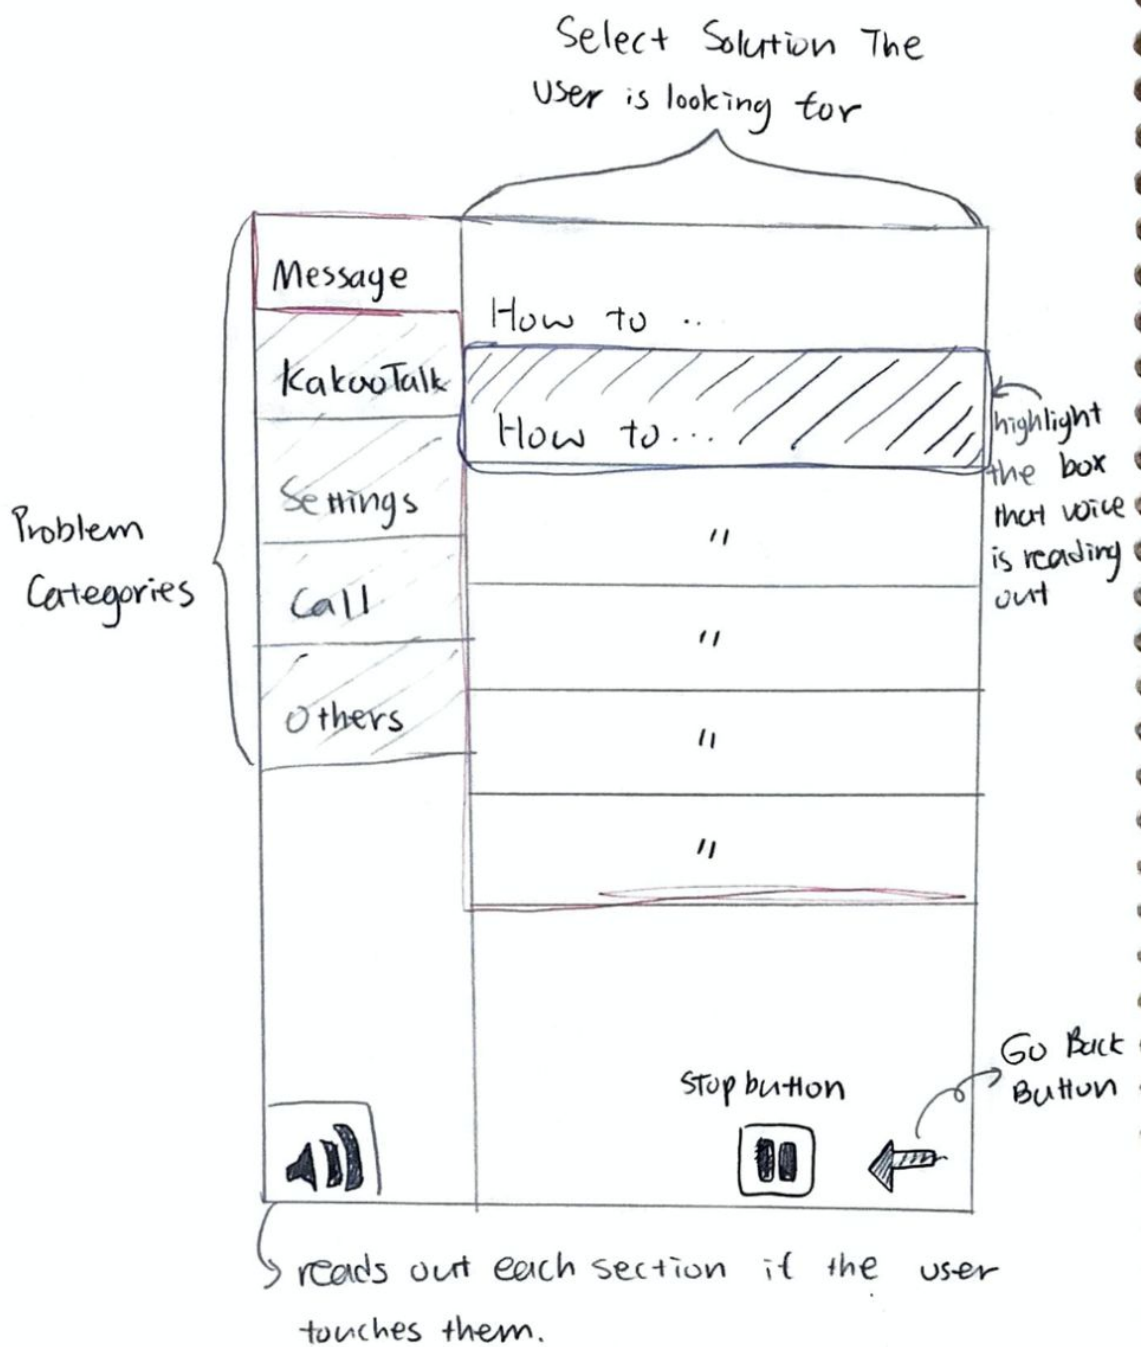 Select Solution The
user is looking for
Message
KakaoTalk
Settings
Call
Others
Problem
Categories
How to ..
How to...
"
"
"
"
highlight
the box
that voice
is reading
out
Stop button
Go Back
Button
reads out each section if the user
touches them.